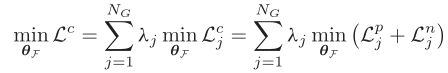 \min_{\boldsymbol{\theta}_{\mathcal{F}}} \mathcal{L}^{c} = \sum_{j=1}^{N_G} \lambda_j \min_{\boldsymbol{\theta}_{\mathcal{F}}} \mathcal{L}_j^{c} = \sum_{j=1}^{N_G} \lambda_j \min_{\boldsymbol{\theta}_{\mathcal{F}}} \left( \mathcal{L}_j^{p} + \mathcal{L}_j^{n} \right)